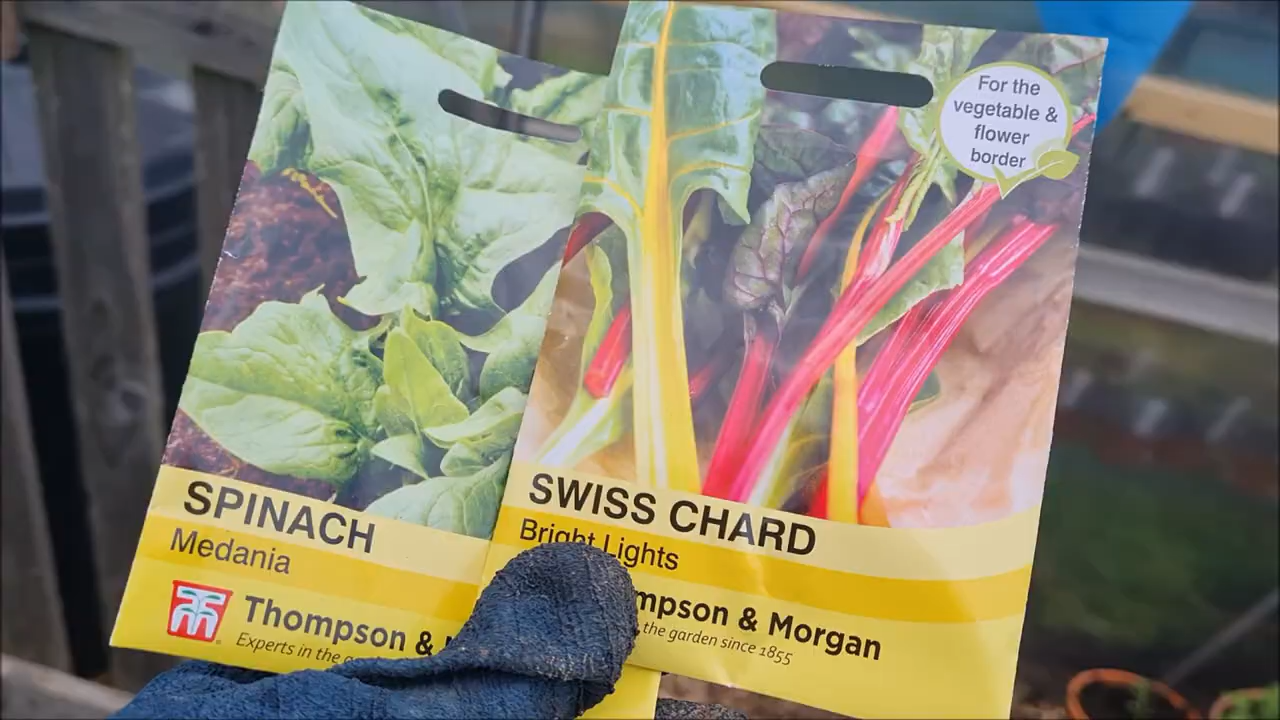 SPINACH
Medania
Thompson &
Experts in the
For the
vegetable &
flower
border
SWISS CHARD
Bright Lights
mpson & Morgan
the garden since 1855